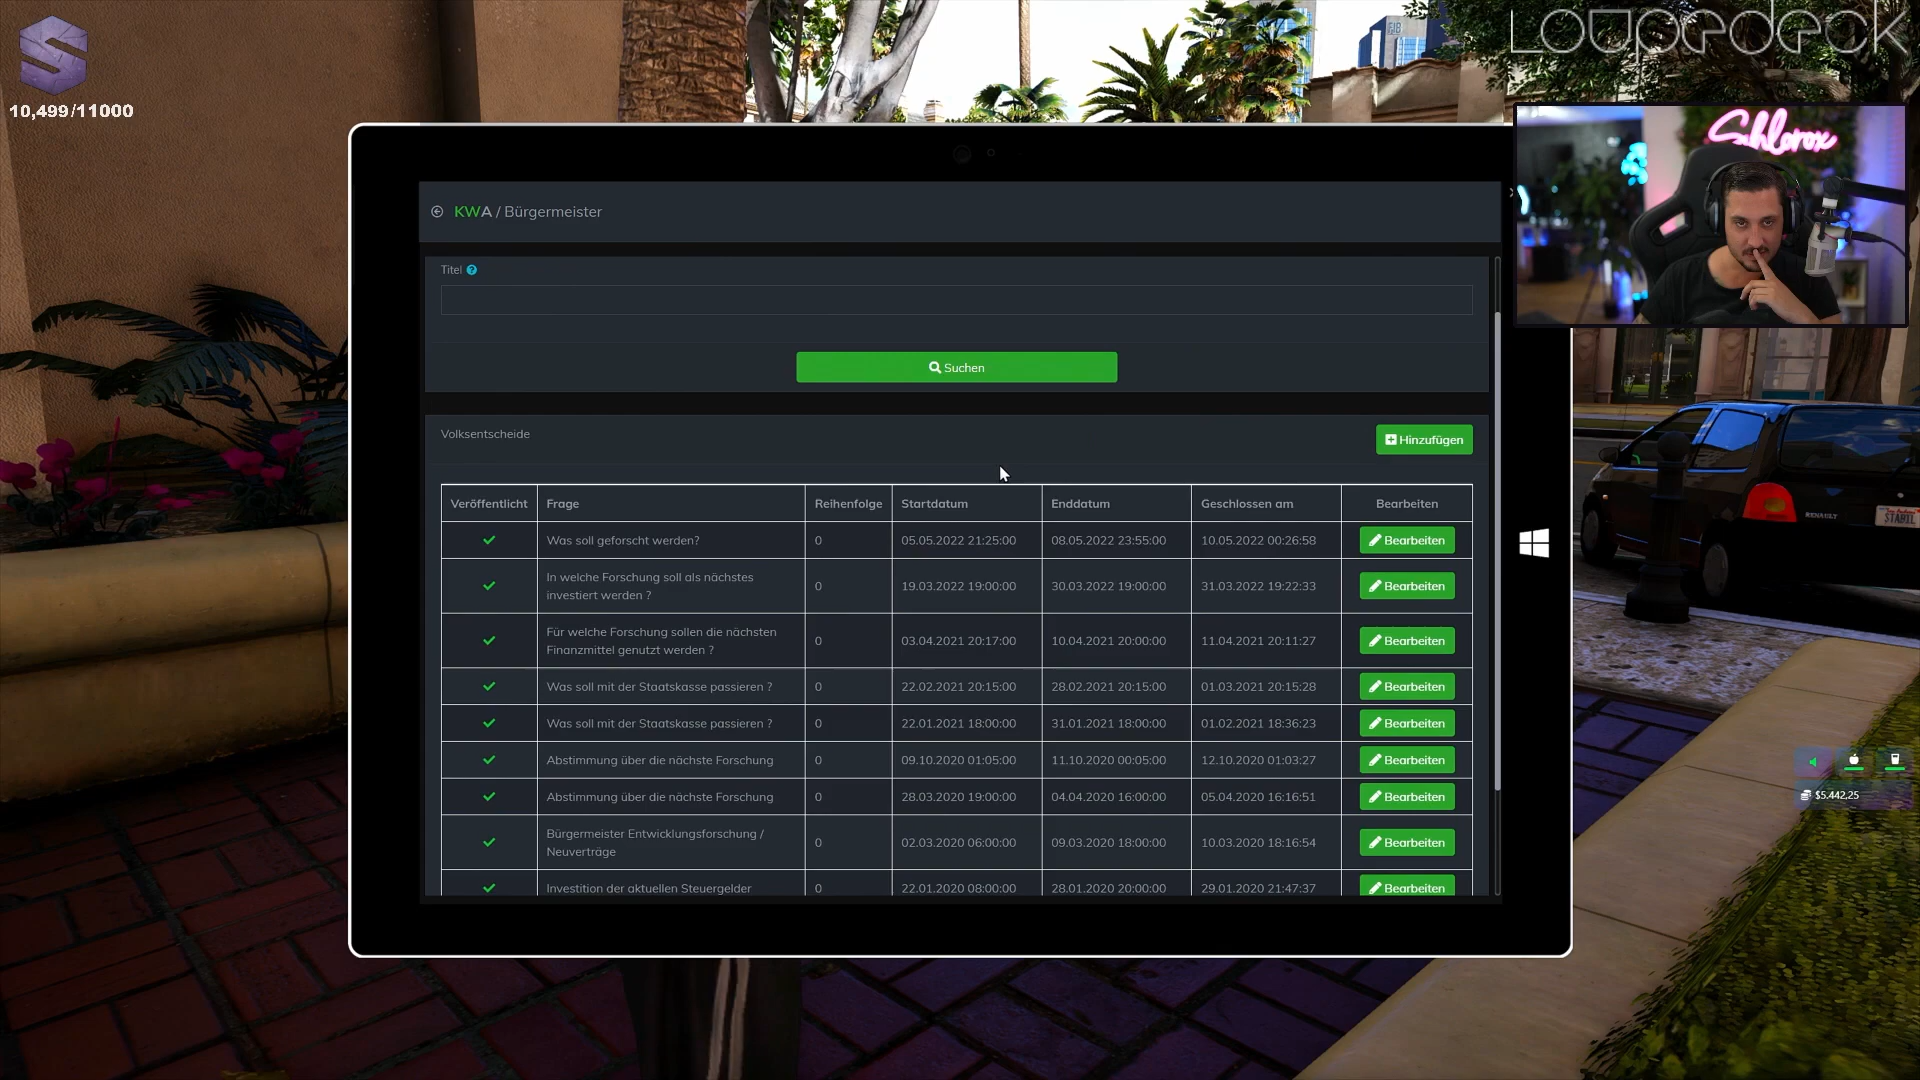 Loupedeck
10,499/11000
FIB
Schlorox
KWA / Bürgermeister
Titel
Suchen
Volksentscheide
Hinzufügen
Veröffentlicht Frage Reihenfolge Startdatum Enddatum Geschlossen am Bearbeiten
Was soll geforscht werden? 0 05.05.2022 21:25:00 08.05.2022 23:55:00 10.05.2022 00:26:58 Bearbeiten
In welche Forschung soll als nächstes
investiert werden ? 0 19.03.2022 19:00:00 30.03.2022 19:00:00 31.03.2022 19:22:33 Bearbeiten
Für welche Forschung sollen die nächsten
Finanzmittel genutzt werden ? 0 03.04.2021 20:17:00 10.04.2021 20:00:00 11.04.2021 20:11:27 Bearbeiten
Was soll mit der Staatskasse passieren ? 0 22.02.2021 20:15:00 28.02.2021 20:15:00 01.03.2021 20:15:28 Bearbeiten
Was soll mit der Staatskasse passieren ? 0 22.01.2021 18:00:00 31.01.2021 18:00:00 01.02.2021 18:36:23 Bearbeiten
Abstimmung über die nächste Forschung 0 09.10.2020 01:05:00 11.10.2020 00:05:00 12.10.2020 01:03:27 Bearbeiten
Abstimmung über die nächste Forschung 0 28.03.2020 19:00:00 04.04.2020 16:00:00 05.04.2020 16:16:51 Bearbeiten
Bürgermeister Entwicklungsforschung /
Neuverträge 0 02.03.2020 06:00:00 09.03.2020 18:00:00 10.03.2020 18:16:54 Bearbeiten
Investition der aktuellen Steuergelder 0 22.01.2020 08:00:00 28.01.2020 20:00:00 29.01.2020 21:47:37 Bearbeiten
RENAULT
STABIL
$5.442,25